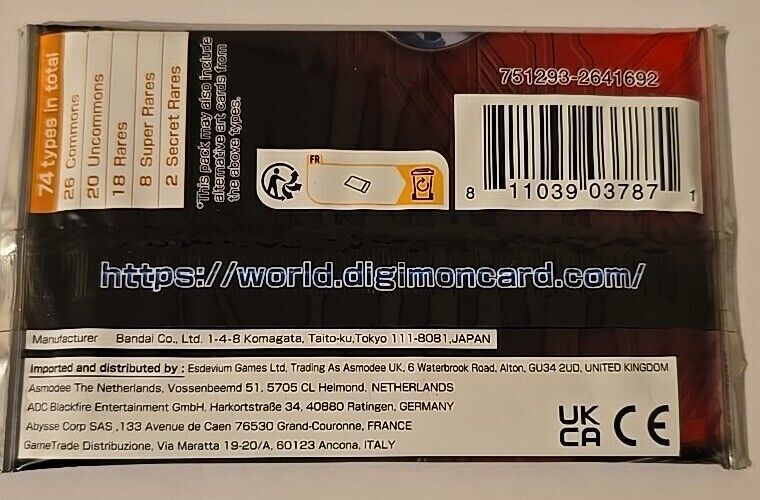 74 types in total
26 Commons
20 Uncommons
18 Rares
8 Super Rares
2 Secret Rares
*This pack may also include
alternative art cards from
the above types.
FR
751293-2641692
8 11039 03787 1
https://world.digimoncard.com/
Manufacturer Bandai Co., Ltd. 1-4-8 Komagata, Taito-ku,Tokyo 111-8081,JAPAN
Imported and distributed by ; Esdevium Games Ltd, Trading As Asmodee UK, 6 Waterbrook Road, Alton, GU34 2UD, UNITED KINGDOM
Asmodee The Netherlands, Vossenbeemd 51, 5705 CL Helmond, NETHERLANDS
ADC Blackfire Entertainment GmbH, Harkortstraße 34, 40880 Ratingen, GERMANY
Abysse Corp SAS ,133 Avenue de Caen 76530 Grand-Couronne, FRANCE
GameTrade Distribuzione, Via Maratta 19-20/A, 60123 Ancona, ITALY
UK
CA CE